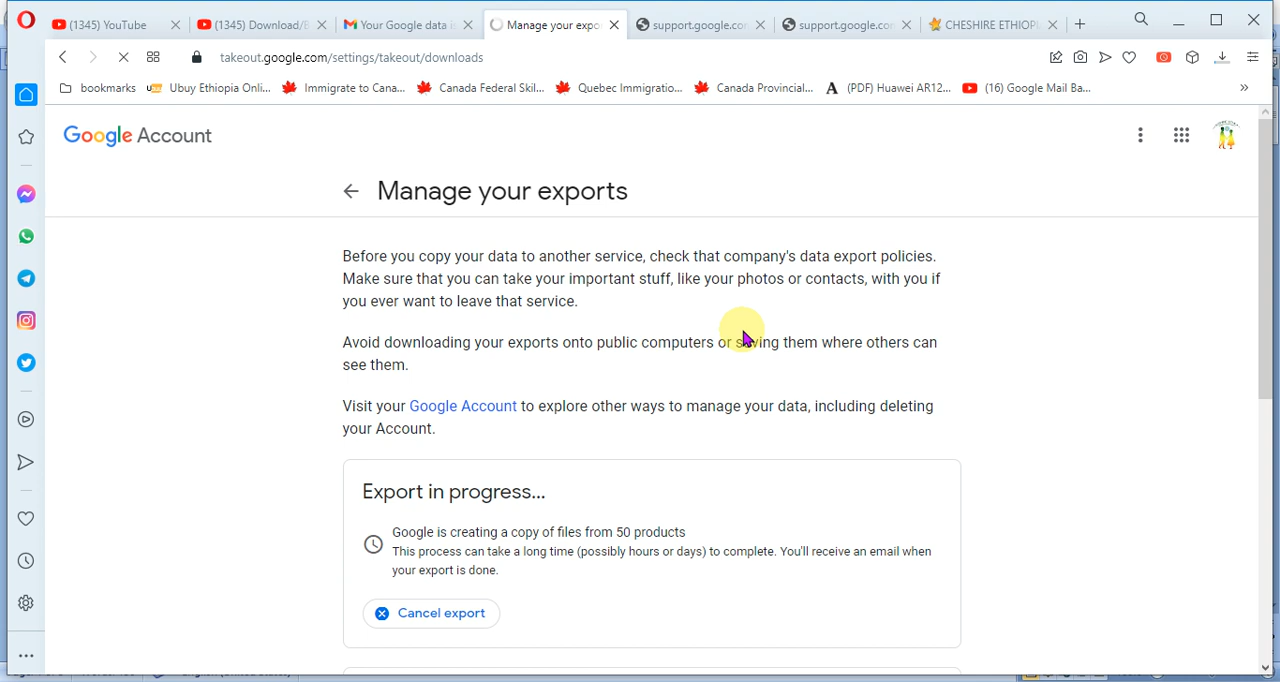 (1345) YouTube
(1345) Download/E
Your Google data is
Manage your expo
support.google.con
support.google.con
CHESHIRE ETHIOPI
takeout.google.com/settings/takeout/downloads
bookmarks
Ubuy Ethiopia Onli...
Immigrate to Cana...
Canada Federal Skil...
Quebec Immigratio...
Canada Provincial...
(PDF) Huawei AR12...
(16) Google Mail Ba...
Google Account
Manage your exports
Before you copy your data to another service, check that company's data export policies.
Make sure that you can take your important stuff, like your photos or contacts, with you if
you ever want to leave that service.
Avoid downloading your exports onto public computers or saving them where others can
see them.
Visit your Google Account to explore other ways to manage your data, including deleting
your Account.
Export in progress...
Google is creating a copy of files from 50 products
This process can take a long time (possibly hours or days) to complete. You'll receive an email when
your export is done.
Cancel export